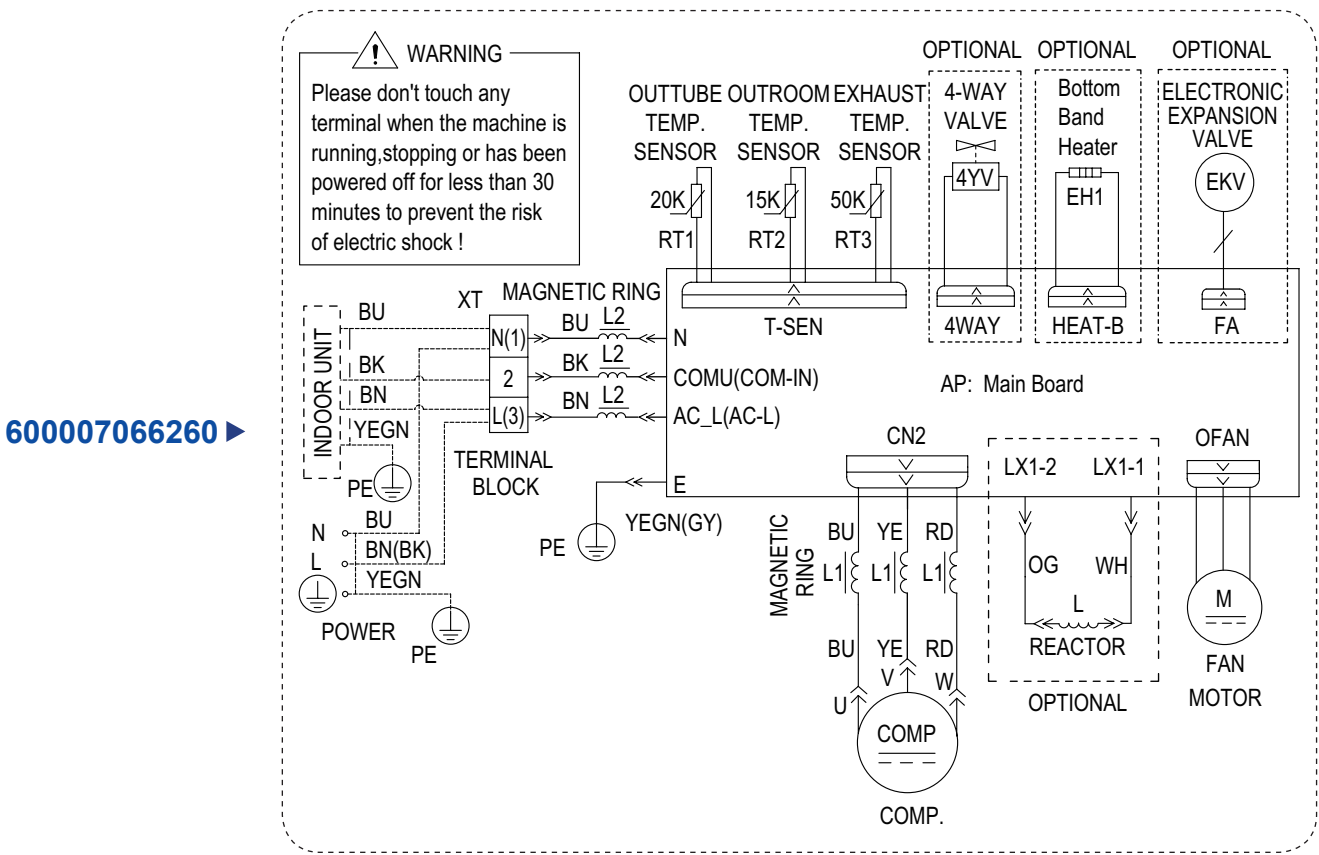 600007066260
! WARNING
Please don't touch any
terminal when the machine is
running,stopping or has been
powered off for less than 30
minutes to prevent the risk
of electric shock !
OUTTUBE
TEMP.
SENSOR
20K
RT1
OUTROOM
TEMP.
SENSOR
15K
RT2
EXHAUST
TEMP.
SENSOR
50K
RT3
T-SEN
OPTIONAL
4-WAY
VALVE
4YV
4WAY
OPTIONAL
Bottom
Band
Heater
EH1
HEAT-B
OPTIONAL
ELECTRONIC
EXPANSION
VALVE
EKV
FA
INDOOR UNIT
BU
BK
BN
YEGN
PE
XT
N(1)
2
L(3)
TERMINAL
BLOCK
MAGNETIC RING
BU L2
BK L2
BN L2
N
COMU(COM-IN)
AC_L(AC-L)
E
YEGN(GY)
PE
AP: Main Board
N
L
BU
BN(BK)
YEGN
POWER
PE
CN2
MAGNETIC
RING
BU YE RD
L1 L1 L1
BU YE RD
U V W
COMP
COMP.
LX1-2 LX1-1
OG WH
L
REACTOR
OPTIONAL
OFAN
M
FAN
MOTOR